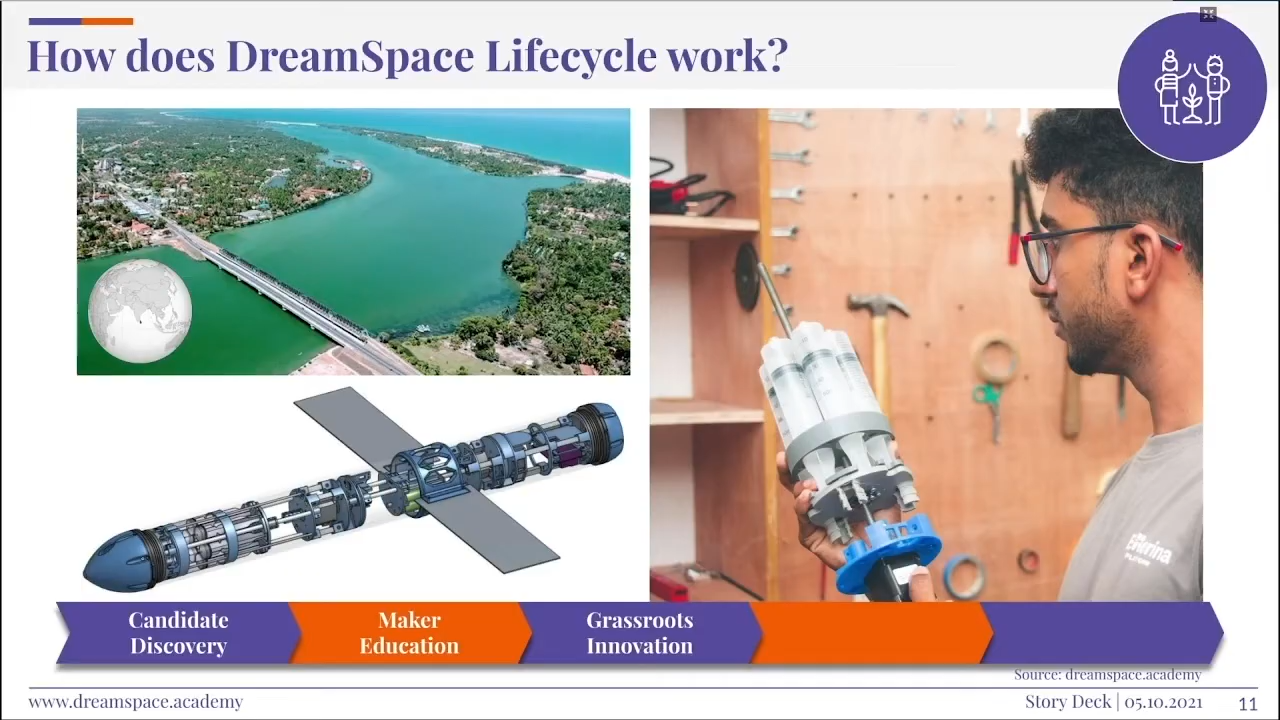 How does DreamSpace Lifecycle work?
Candidate
Discovery
Maker
Education
Grassroots
Innovation
Source: dreamspace.academy
www.dreamspace.academy
Story Deck | 05.10.2021
11